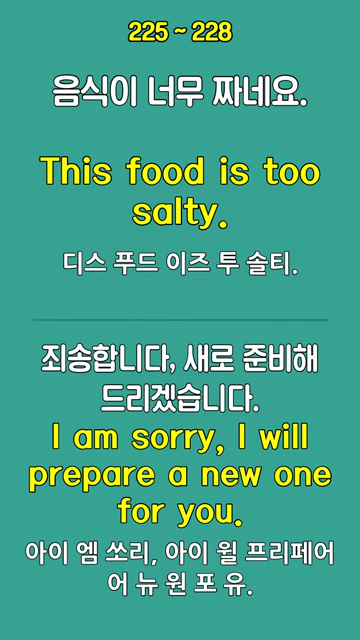 225 ~ 228
음식이 너무 짜네요.
This food is too
salty.
디스 푸드 이즈 투 솔티.
죄송합니다, 새로 준비해
드리겠습니다.
I am sorry, I will
prepare a new one
for you.
아이 엠 쏘리, 아이 윌 프리페어
어 뉴 원 포 유.